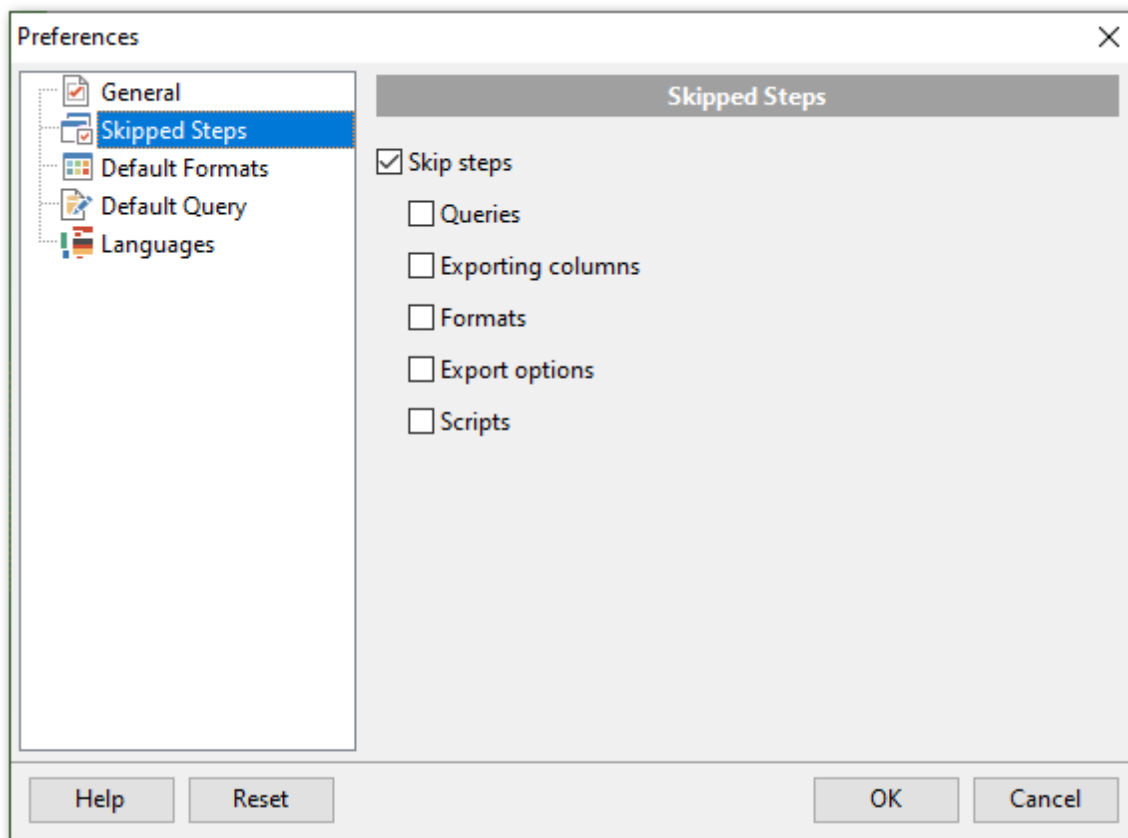 Preferences
General
Skipped Steps
Default Formats
Default Query
Languages
Skipped Steps
Skip steps
Queries
Exporting columns
Formats
Export options
Scripts
Help
Reset
OK
Cancel